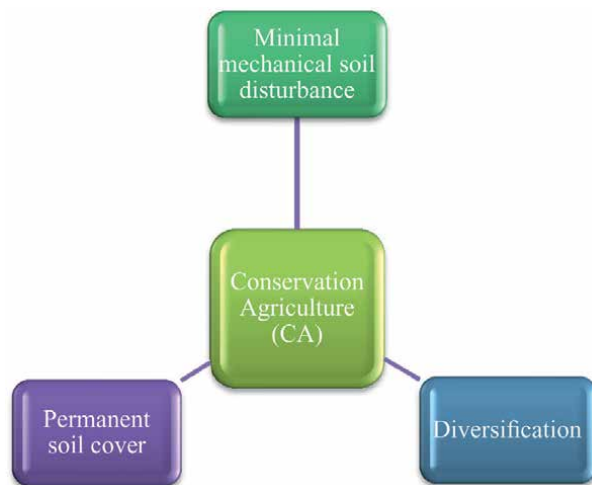 Minimal
mechanical soil
disturbance
Conservation
Agriculture
(CA)
Permanent
soil cover
Diversification